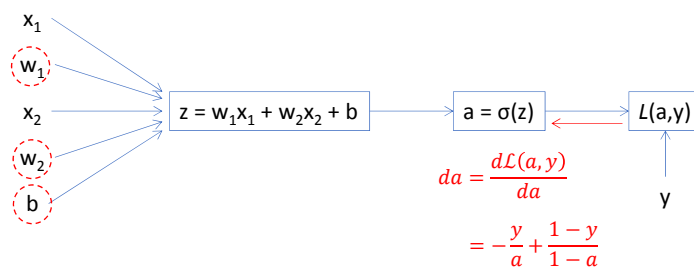 x₁
w₁
x₂
w₂
b
z = w₁x₁ + w₂x₂ + b
a = σ(z)
L(a,y)
y
da = dℒ(a, y) / da
= − y/a + (1 − y)/(1 − a)